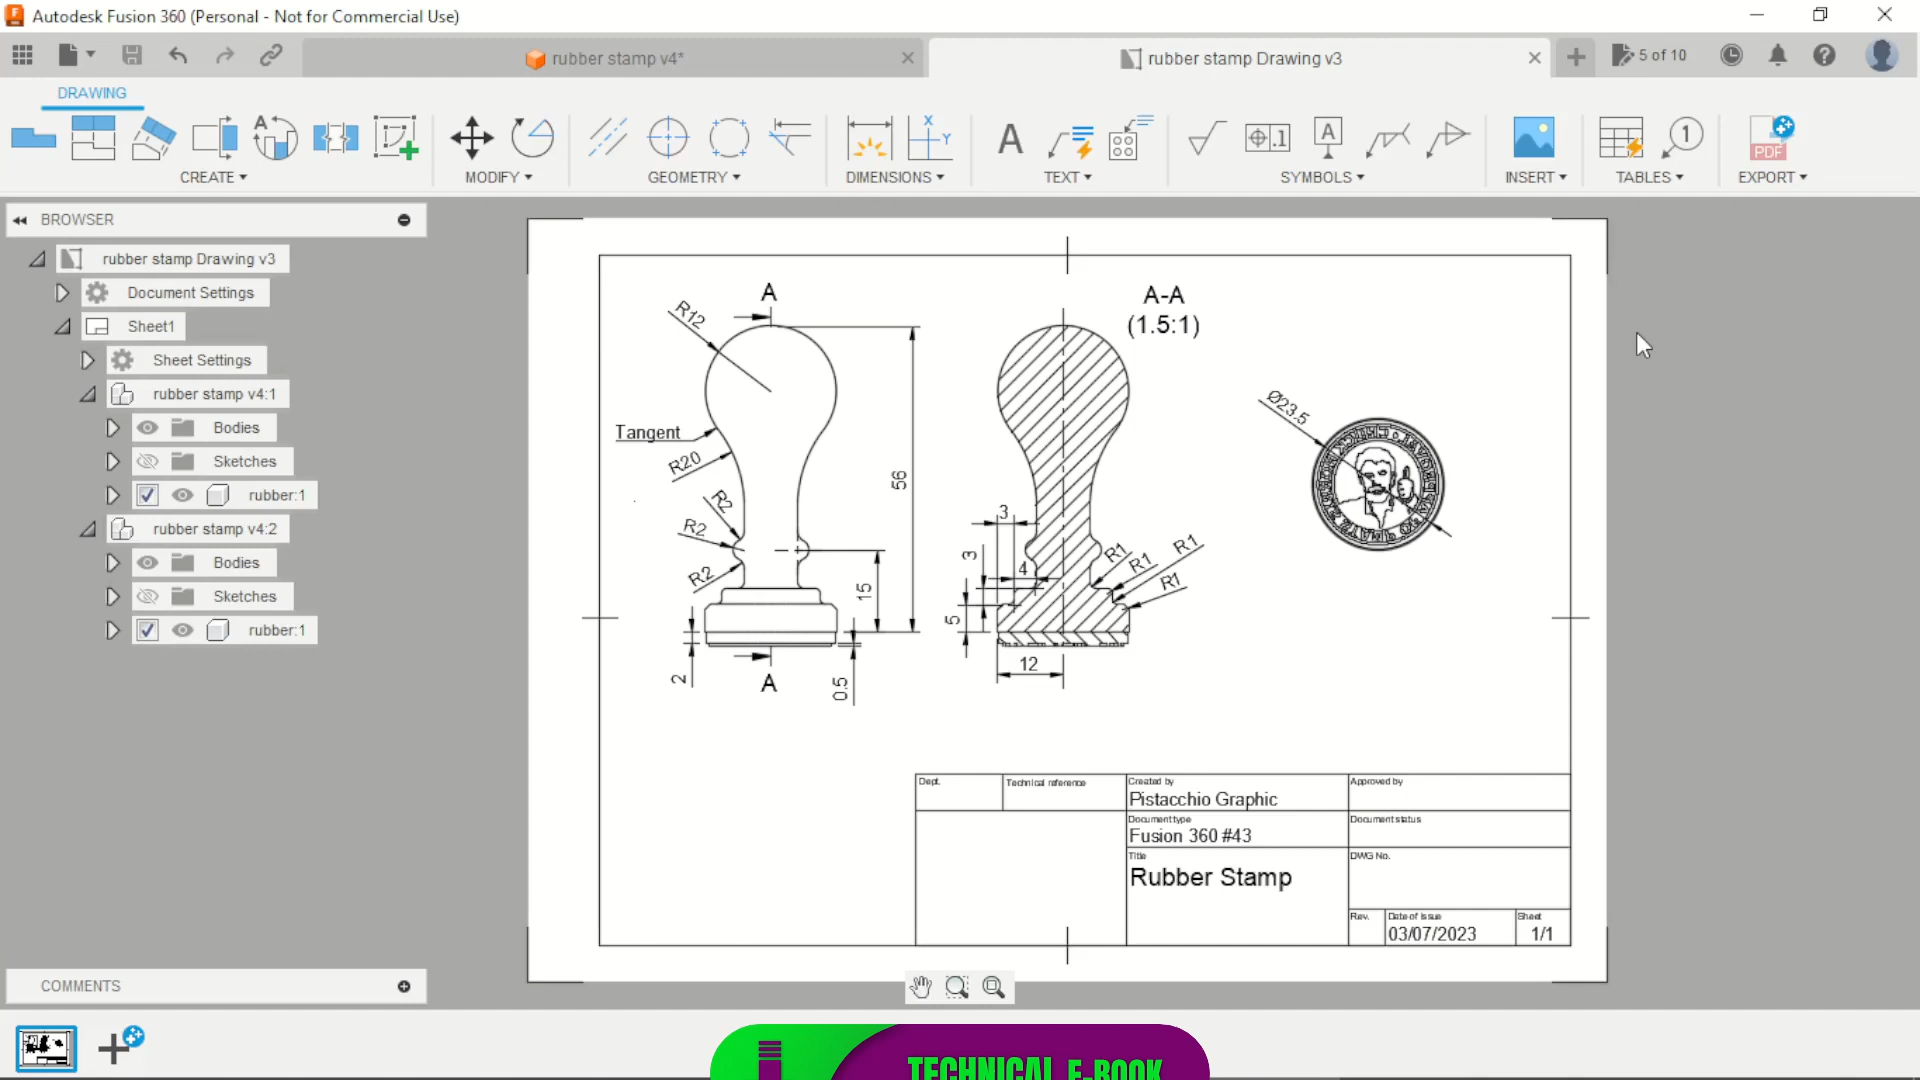 Autodesk Fusion 360 (Personal - Not for Commercial Use)
rubber stamp v4*
rubber stamp Drawing v3
5 of 10
DRAWING
CREATE
MODIFY
GEOMETRY
DIMENSIONS
TEXT
SYMBOLS
INSERT
TABLES
EXPORT
BROWSER
rubber stamp Drawing v3
Document Settings
Sheet1
Sheet Settings
rubber stamp v4:1
Bodies
Sketches
rubber:1
rubber stamp v4:2
Bodies
Sketches
rubber:1
COMMENTS
A
R12
Tangent
R20
R2
R2
R2
56
15
2
0.5
A
A-A
(1.5:1)
3
3
4
5
12
R1
R1
R1
R1
Ø23.5
Dept.
Technical reference
Created by
Pistacchio Graphic
Approved by
Document type
Fusion 360 #43
Document status
Title
Rubber Stamp
DWG No.
Rev.
Date of issue
03/07/2023
Sheet
1/1
TECHNICAL E-BOOK